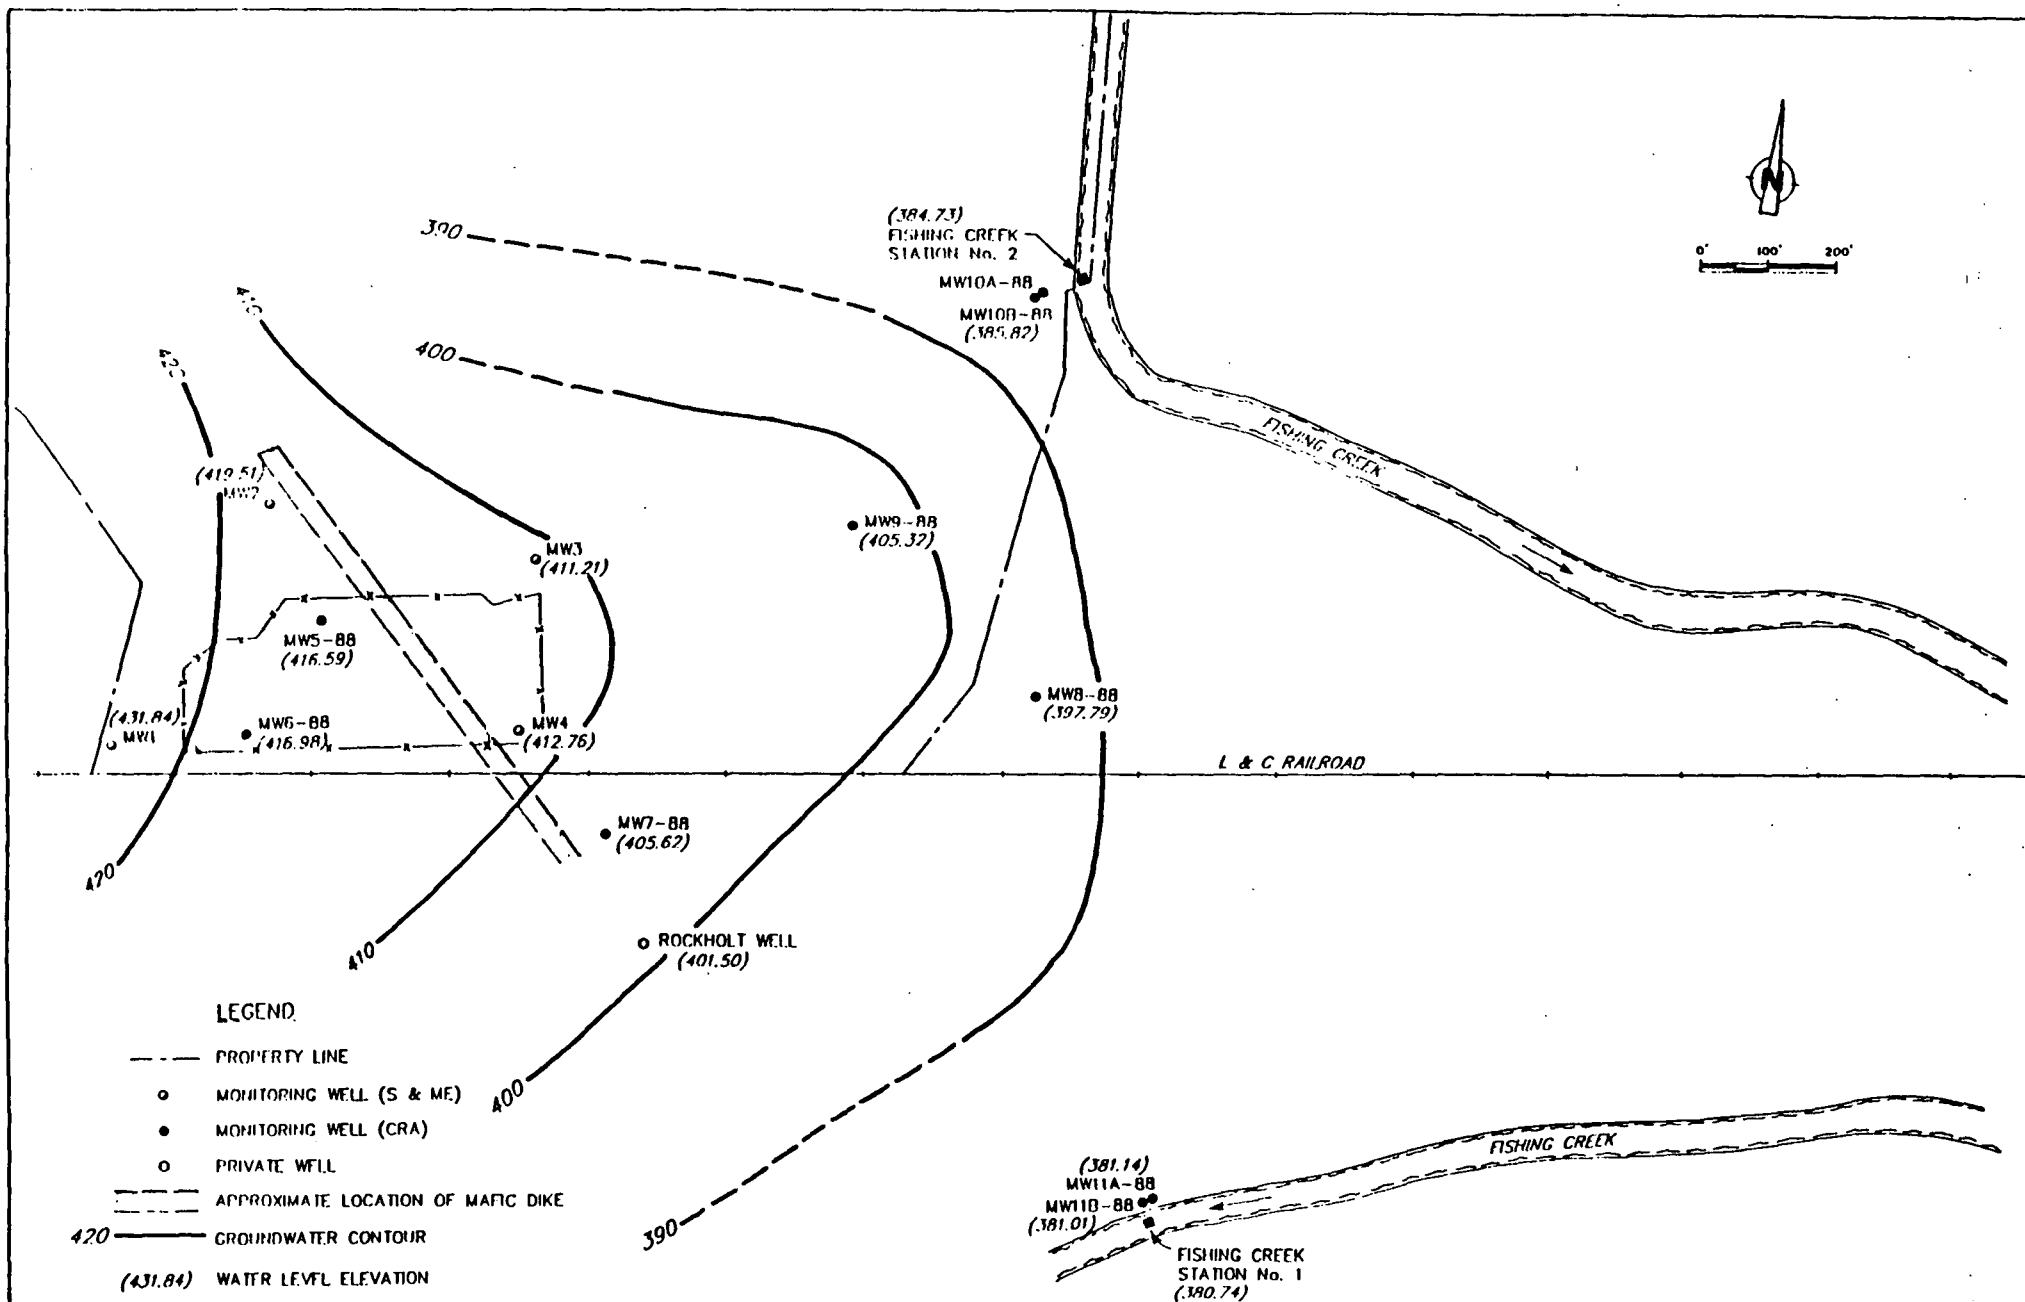 (384.73)
FISHING CREEK
STATION No. 2
MW10A-88
MW10B-88
(385.82)
N
0' 100' 200'
390
410
400
420
FISHING CREEK
(419.51)
MW2
MW9-88
(405.32)
MW3
(411.21)
MW5-88
(416.59)
MW8-88
(397.79)
(431.84)
MW1
MW6-88
(416.98)
MW4
(412.76)
L & C RAILROAD
MW7-88
(405.62)
420
410
ROCKHOLT WELL
(401.50)
400
390
LEGEND
PROPERTY LINE
MONITORING WELL (S & ME)
MONITORING WELL (CRA)
PRIVATE WELL
APPROXIMATE LOCATION OF MAFIC DIKE
420 GROUNDWATER CONTOUR
(431.84) WATER LEVEL ELEVATION
FISHING CREEK
(381.14)
MW11A-88
MW11B-88
(381.01)
FISHING CREEK
STATION No. 1
(380.74)